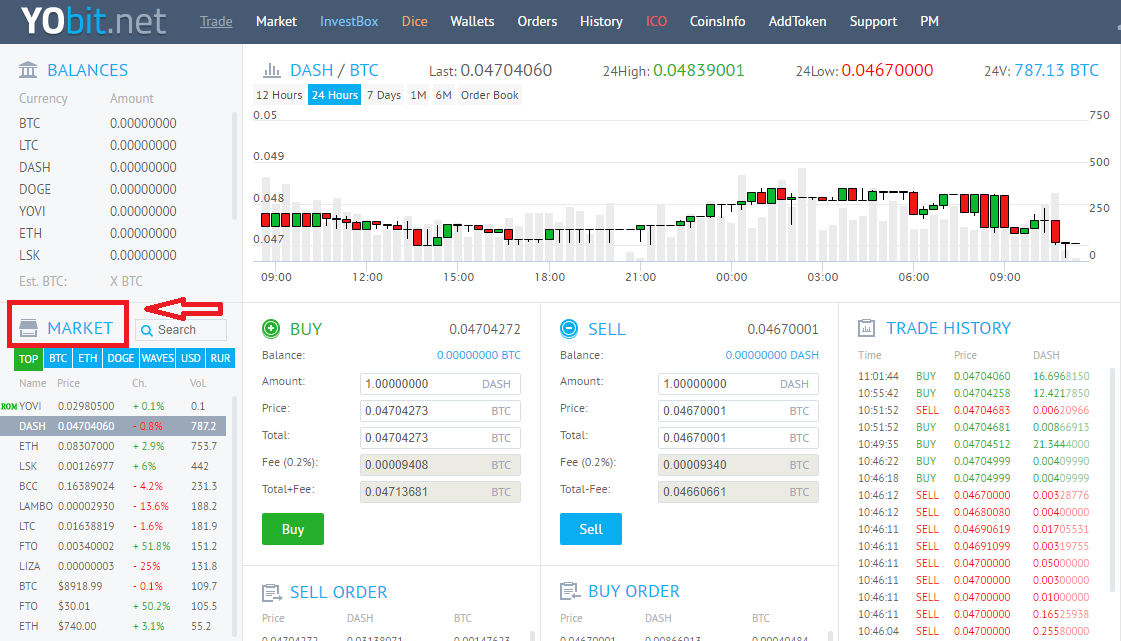 YObit.net Trade Market InvestBox Dice Wallets Orders History ICO CoinsInfo AddToken Support PM
BALANCES
Currency Amount
BTC 0.00000000
LTC 0.00000000
DASH 0.00000000
DOGE 0.00000000
YOVI 0.00000000
ETH 0.00000000
LSK 0.00000000
Est. BTC: X BTC
DASH / BTC Last: 0.04704060 24High: 0.04839001 24Low: 0.04670000 24V: 787.13 BTC
12 Hours 24 Hours 7 Days 1M 6M Order Book
0.05 750
0.049 500
0.048 250
0.047 0
09:00 12:00 15:00 18:00 21:00 00:00 03:00 06:00 09:00
MARKET Search
TOP BTC ETH DOGE WAVES USD RUR
Name Price Ch. Vol.
ROM YOVI 0.02980500 + 0.1% 0.1
DASH 0.04704060 - 0.8% 787.2
ETH 0.08307000 + 2.9% 753.7
LSK 0.00126977 + 6% 442
BCC 0.16389024 - 4.2% 231.3
LAMBO 0.00002930 - 13.6% 188.2
LTC 0.01638819 - 1.6% 181.9
FTO 0.00340002 + 51.8% 151.2
LIZA 0.00000003 - 25% 131.8
BTC $8918.99 - 0.1% 109.7
FTO $30.01 + 50.2% 105.5
ETH $740.00 + 3.1% 55.2
BUY 0.04704272
Balance: 0.00000000 BTC
Amount: 1.00000000 DASH
Price: 0.04704273 BTC
Total: 0.04704273 BTC
Fee (0.2%): 0.00009408 BTC
Total+Fee: 0.04713681 BTC
Buy
SELL 0.04670001
Balance: 0.00000000 DASH
Amount: 1.00000000 DASH
Price: 0.04670001 BTC
Total: 0.04670001 BTC
Fee (0.2%): 0.00009340 BTC
Total-Fee: 0.04660661 BTC
Sell
TRADE HISTORY
Time Price DASH
11:01:44 BUY 0.04704060 16.6968150
10:55:42 BUY 0.04704258 12.4217850
10:51:52 SELL 0.04704683 0.00620966
10:51:52 BUY 0.04704681 0.00866913
10:49:35 BUY 0.04704512 21.3444000
10:46:22 BUY 0.04704999 0.00409990
10:46:18 BUY 0.04704999 0.00409999
10:46:12 SELL 0.04670000 0.00328776
10:46:12 SELL 0.04680080 0.00400000
10:46:11 SELL 0.04690619 0.01705531
10:46:11 SELL 0.04691099 0.00319755
10:46:11 SELL 0.04700000 0.05000000
10:46:11 SELL 0.04700000 0.00300000
10:46:11 SELL 0.04700000 0.01000000
10:46:11 SELL 0.04700000 0.16525938
10:46:04 SELL 0.04700000 0.25580000
SELL ORDER
Price DASH BTC
0.04704272 0.03138071 0.00147623
BUY ORDER
Price DASH BTC
0.04670001 0.00866913 0.00040484